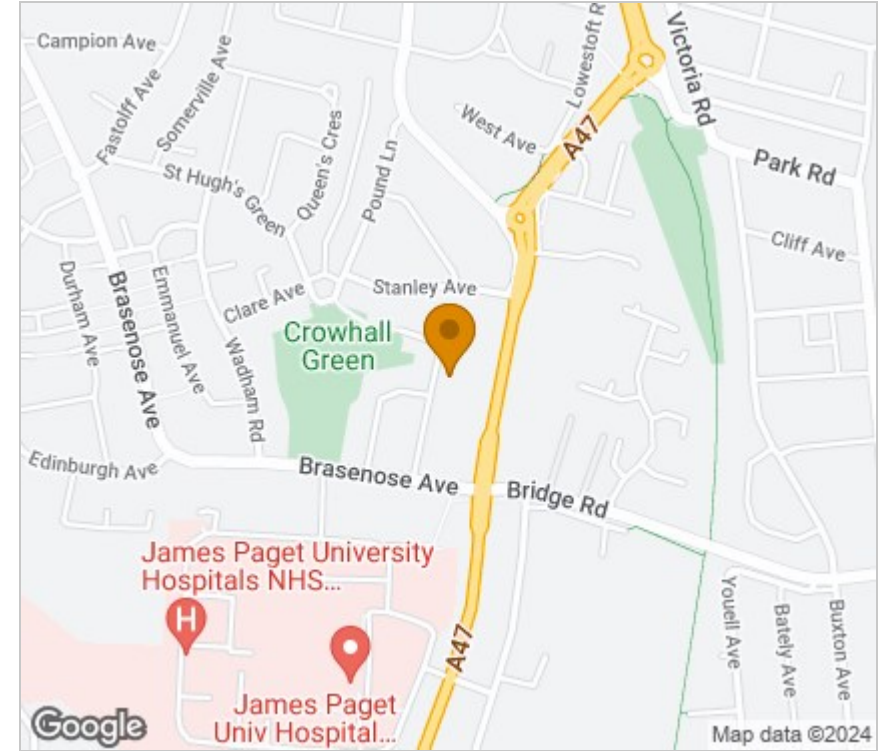 Campion Ave
Fastolff Ave
Somerville Ave
Lowestoft R
Victoria Rd
West Ave
A47
Park Rd
St Hugh's Green
Queen's Cres
Pound Ln
Cliff Ave
Durham Ave
Brasenose Ave
Emmanuel Ave
Clare Ave
Stanley Ave
Crowhall
Green
Wadham Rd
Edinburgh Ave
Brasenose Ave
Bridge Rd
James Paget University
Hospitals NHS...
H
Youell Ave
Bately Ave
Buxton Ave
A47
James Paget
Univ Hospital...
Google
Map data ©2024